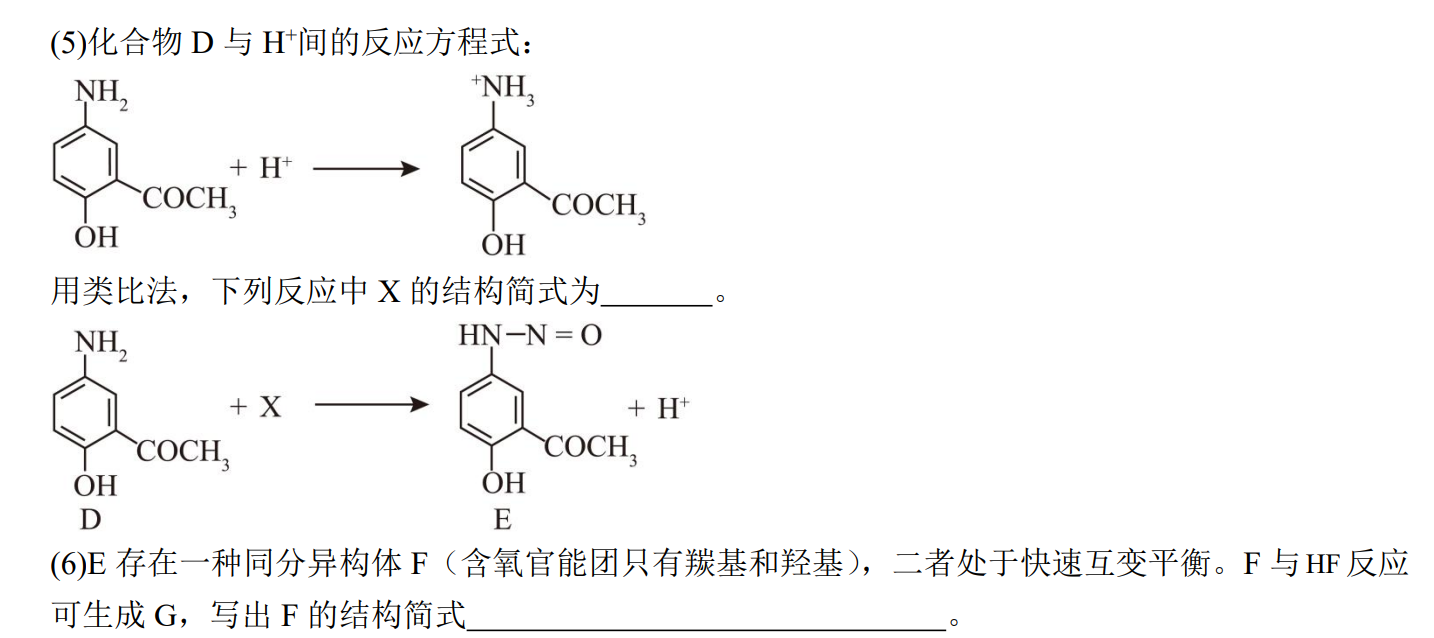 (5)化合物 D 与 H⁺间的反应方程式：
NH₂ ⁺NH₃
+ H⁺
COCH₃ COCH₃
OH OH
用类比法，下列反应中 X 的结构简式为_______。
NH₂ HN－N = O
+ X + H⁺
COCH₃ COCH₃
OH OH
D E
(6)E 存在一种同分异构体 F（含氧官能团只有羰基和羟基），二者处于快速互变平衡。F 与 HF 反应
可生成 G，写出 F 的结构简式_______________________________。